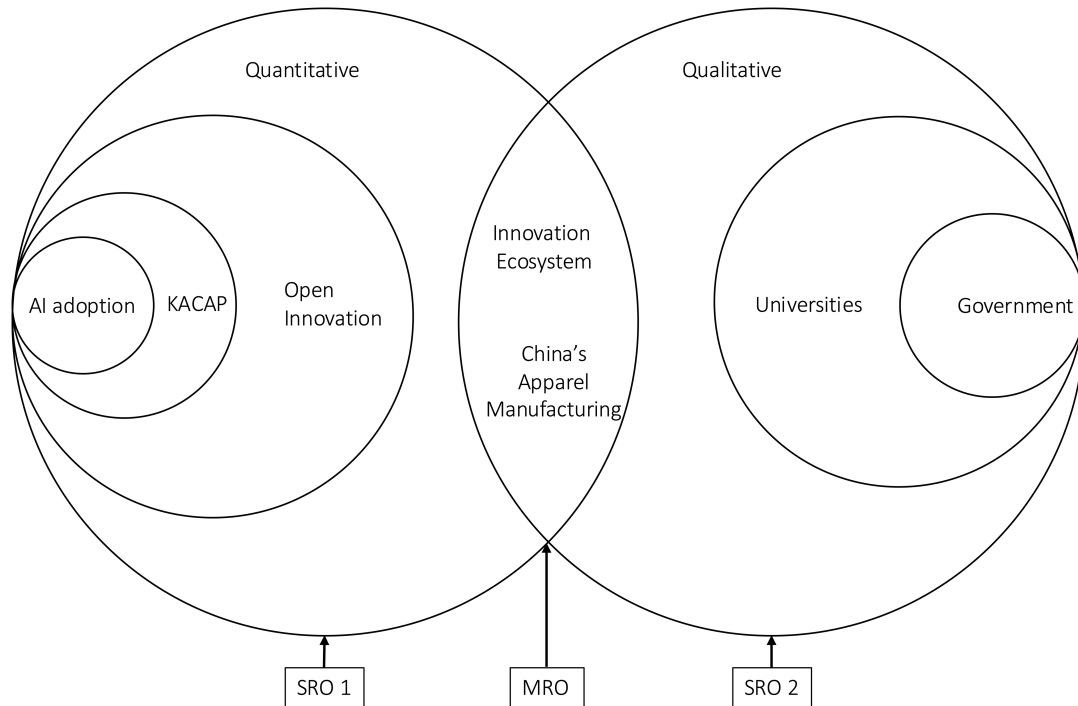 Quantitative
Qualitative
AI adoption
KACAP
Open
Innovation
Innovation
Ecosystem
China’s
Apparel
Manufacturing
Universities
Government
SRO 1
MRO
SRO 2